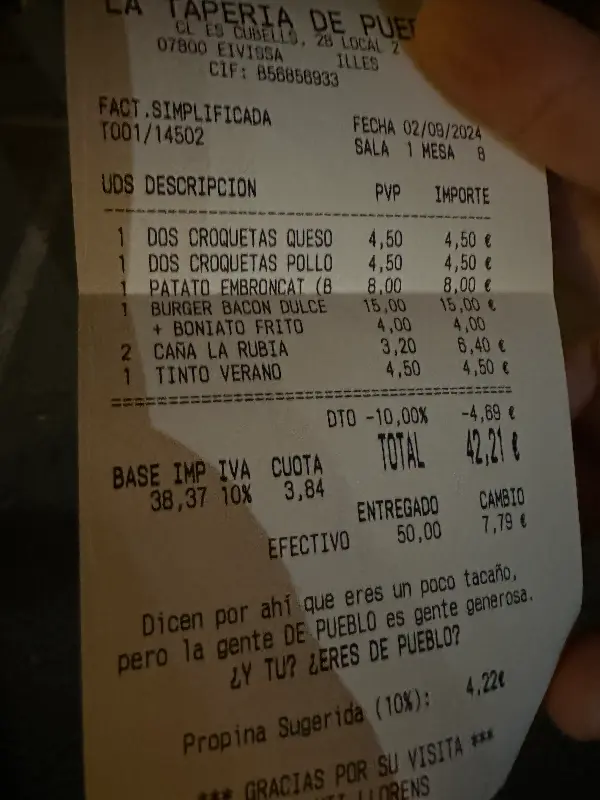 LA TAPERIA DE PUE
CL ES CUBELLS, 28 LOCAL 2
07800 EIVISSA ILLES
CIF: B56858933
FACT.SIMPLIFICADA
T001/14502
FECHA 02/09/2024
SALA 1 MESA 8
UDS DESCRIPCION PVP IMPORTE
1 DOS CROQUETAS QUESO 4,50 4,50 €
1 DOS CROQUETAS POLLO 4,50 4,50 €
1 PATATO EMBRONCAT (B 8,00 8,00 €
1 BURGER BACON DULCE 15,00 15,00 €
+ BONIATO FRITO 4,00 4,00
2 CAÑA LA RUBIA 3,20 6,40 €
1 TINTO VERANO 4,50 4,50 €
DTO -10,00% -4,69 €
TOTAL 42,21 €
BASE IMP IVA CUOTA
38,37 10% 3,84
ENTREGADO CAMBIO
EFECTIVO 50,00 7,79 €
Dicen por ahí que eres un poco tacaño,
pero la gente DE PUEBLO es gente generosa.
¿Y TU? ¿ERES DE PUEBLO?
Propina Sugerida (10%): 4,22€
*** GRACIAS POR SU VISITA ***
LLORENS